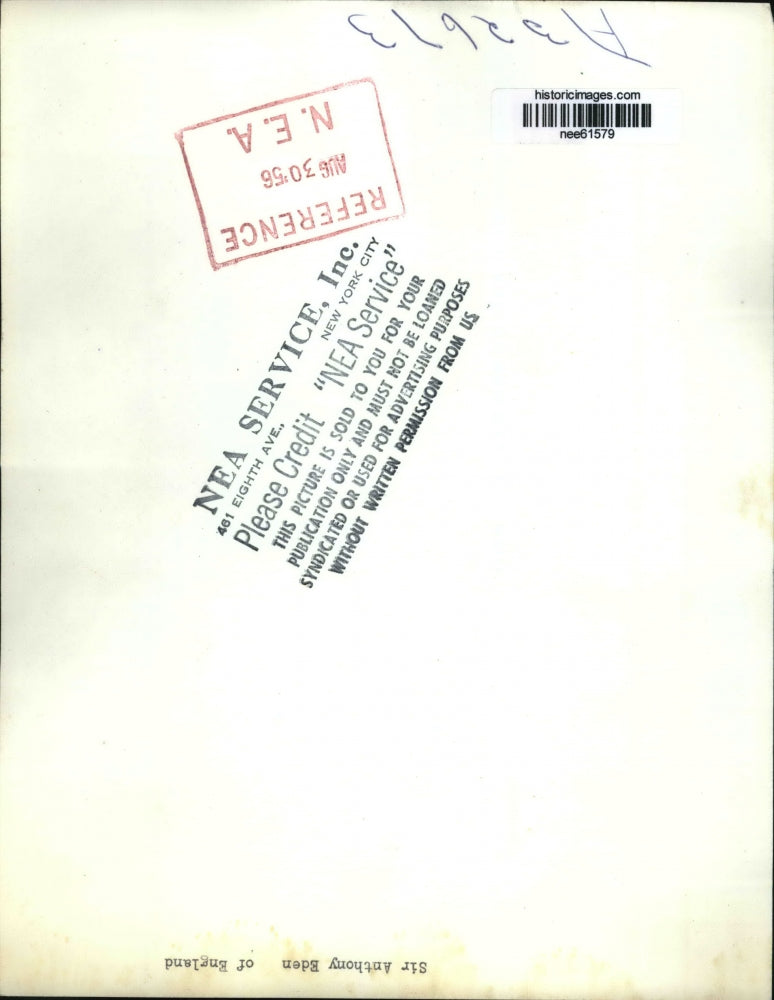 A32613
historicimages.com
nee61579
REFERENCE
AUG 30 '56
N.E.A.
NEA SERVICE, Inc.
461 EIGHTH AVE., NEW YORK CITY
Please Credit "NEA Service"
THIS PICTURE IS SOLD TO YOU FOR YOUR
PUBLICATION ONLY AND MUST NOT BE LOANED
SYNDICATED OR USED FOR ADVERTISING PURPOSES
WITHOUT WRITTEN PERMISSION FROM US
Sir Anthony Eden of England